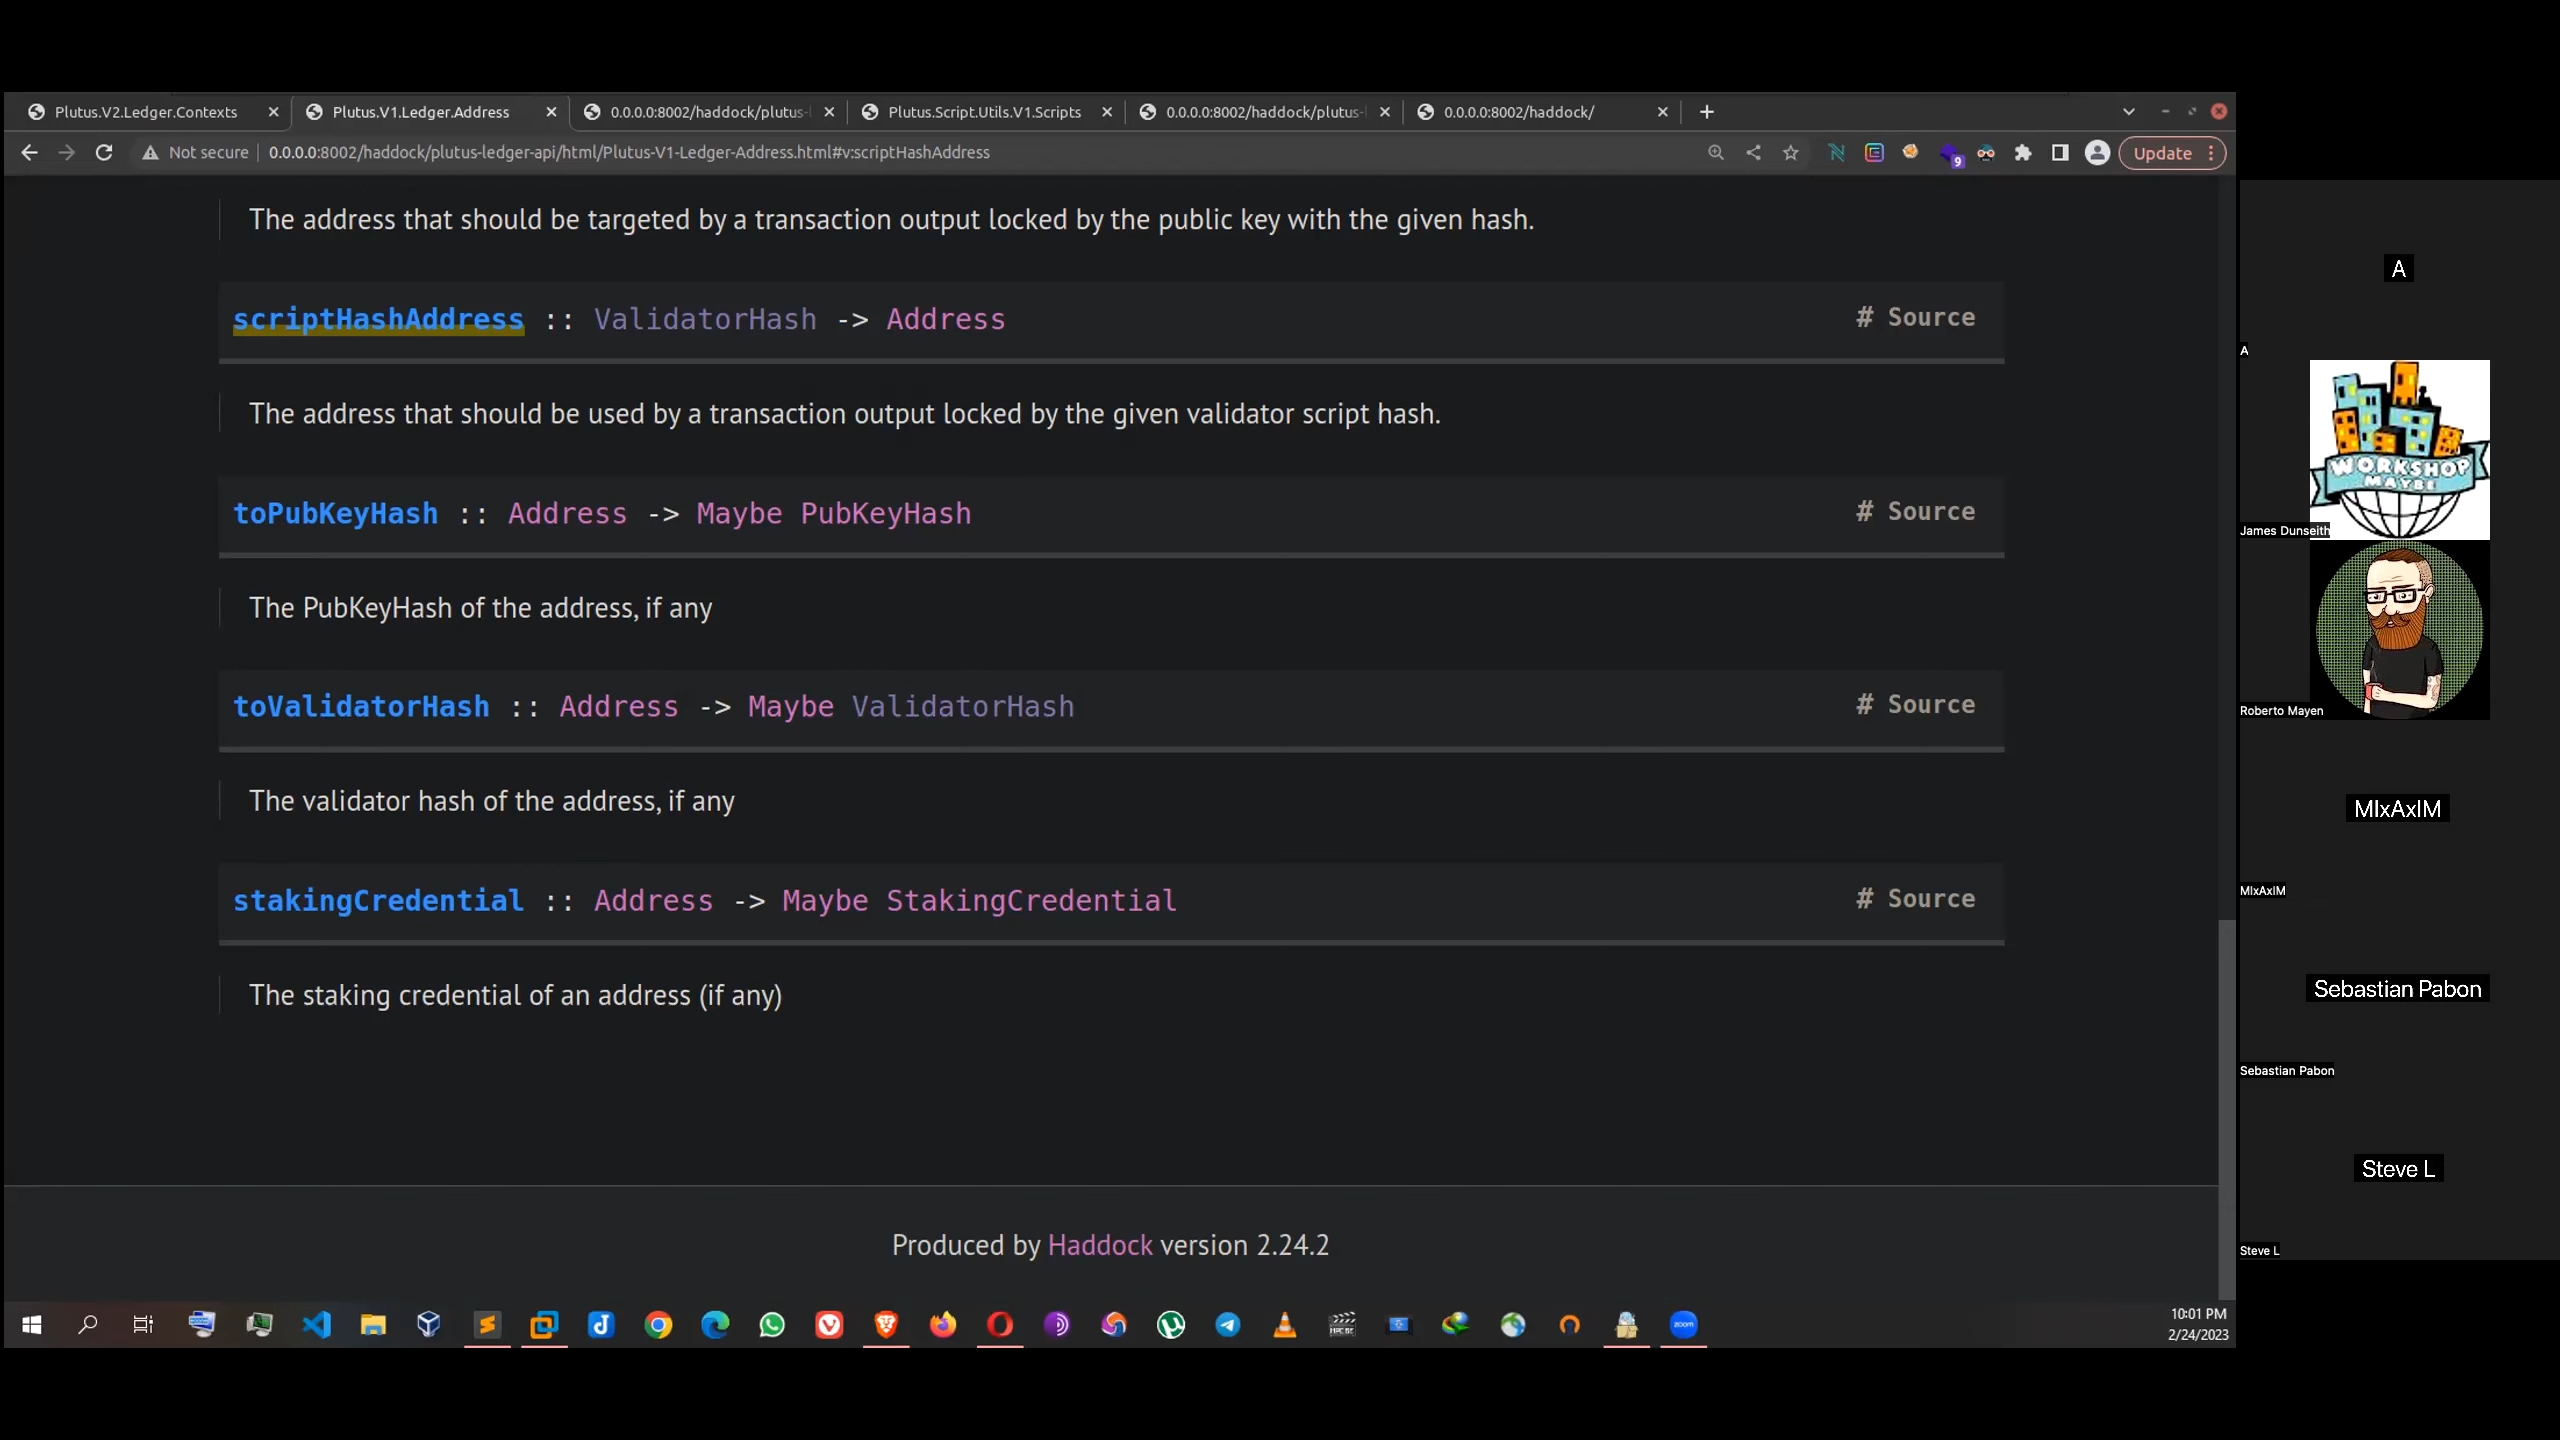 Plutus.V2.Ledger.Contexts
Plutus.V1.Ledger.Address
0.0.0.0:8002/haddock/plutus-
Plutus.Script.Utils.V1.Scripts
0.0.0.0:8002/haddock/plutus-
0.0.0.0:8002/haddock/
Not secure
0.0.0.0:8002/haddock/plutus-ledger-api/html/Plutus-V1-Ledger-Address.html#v:scriptHashAddress
9
Update
The address that should be targeted by a transaction output locked by the public key with the given hash.
scriptHashAddress :: ValidatorHash -> Address
# Source
The address that should be used by a transaction output locked by the given validator script hash.
toPubKeyHash :: Address -> Maybe PubKeyHash
# Source
The PubKeyHash of the address, if any
toValidatorHash :: Address -> Maybe ValidatorHash
# Source
The validator hash of the address, if any
stakingCredential :: Address -> Maybe StakingCredential
# Source
The staking credential of an address (if any)
Produced by Haddock version 2.24.2
zoom
10:01 PM
2/24/2023
A
A
WORKSHOP
MAYBE
James Dunseith
Roberto Mayen
MIxAxIM
MIxAxIM
Sebastian Pabon
Sebastian Pabon
Steve L
Steve L